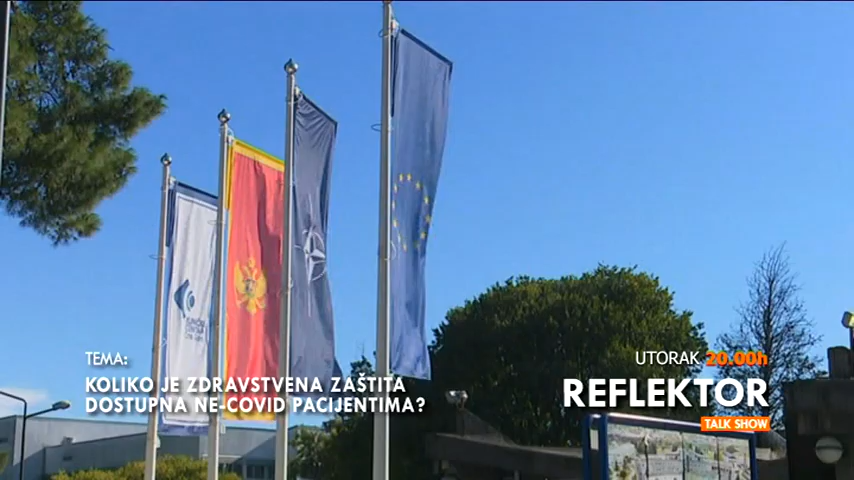 TEMA:
KOLIKO JE ZDRAVSTVENA ZAŠTITA
DOSTUPNA NE-COVID PACIJENTIMA?
UTORAK 20.00h
REFLEKTOR
TALK SHOW